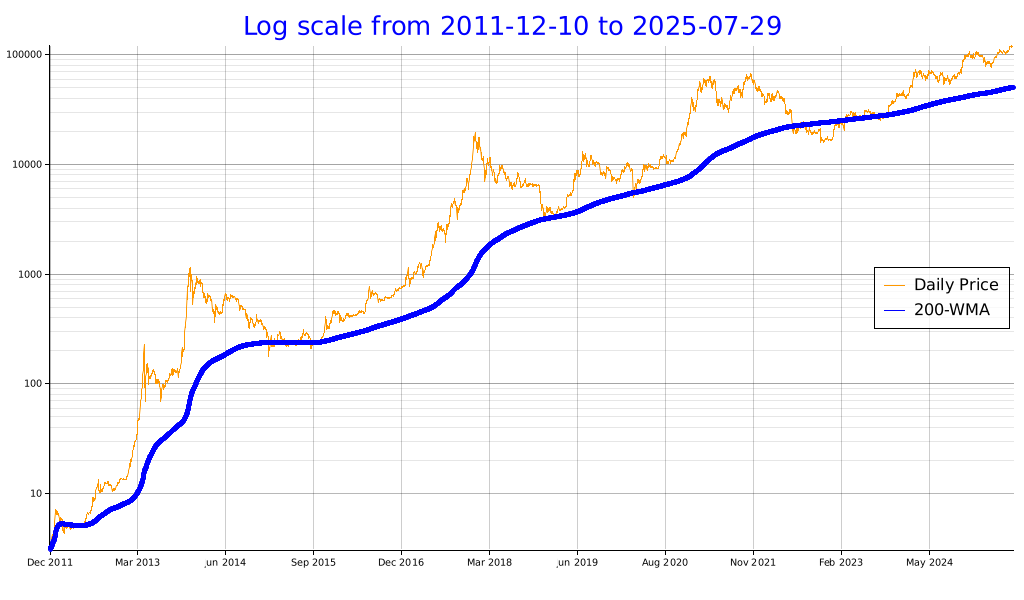 Log scale from 2011-12-10 to 2025-07-29
100000
10000
1000
100
10
Daily Price
200-WMA
Dec 2011 Mar 2013 Jun 2014 Sep 2015 Dec 2016 Mar 2018 Jun 2019 Aug 2020 Nov 2021 Feb 2023 May 2024